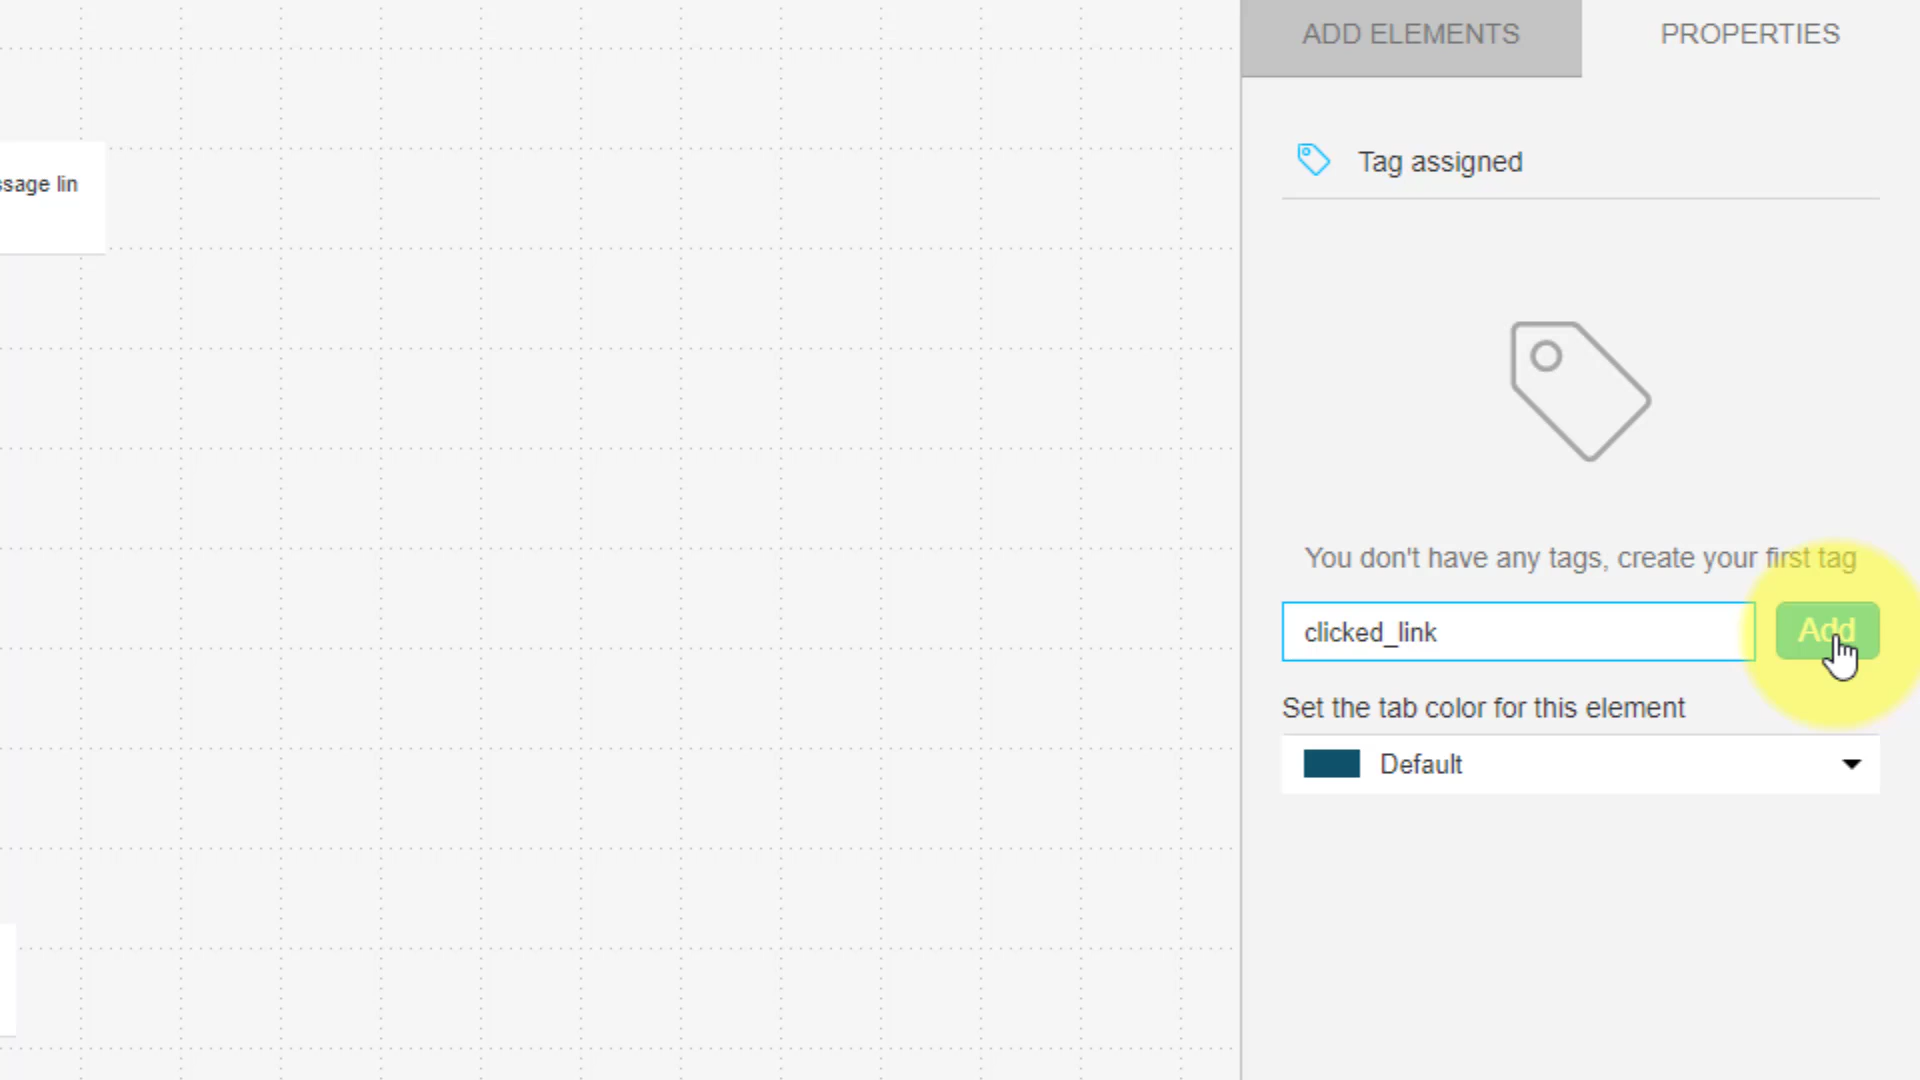 ADD ELEMENTS
PROPERTIES
Tag assigned
ssage lin
You don't have any tags, create your first tag
clicked_link
Add
Set the tab color for this element
Default